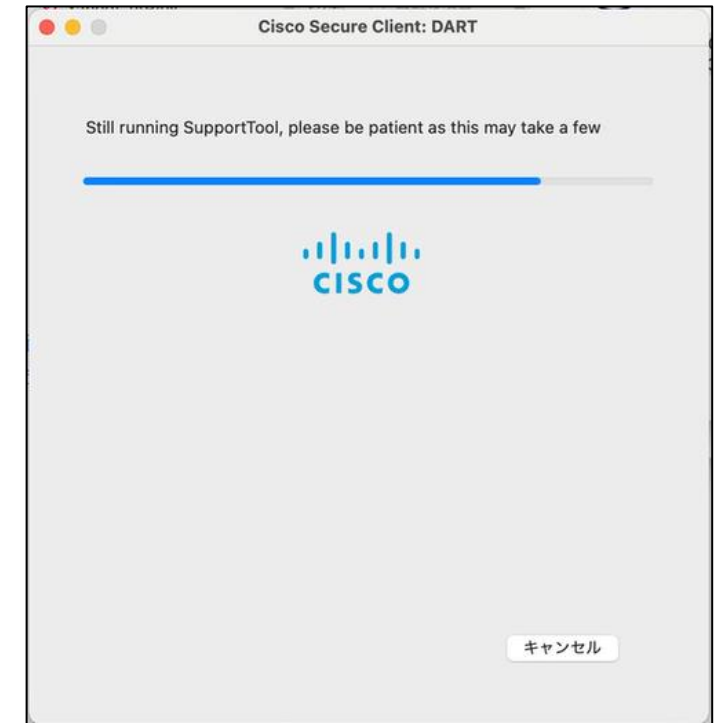 Cisco Secure Client: DART
Still running SupportTool, please be patient as this may take a few
CISCO
キャンセル